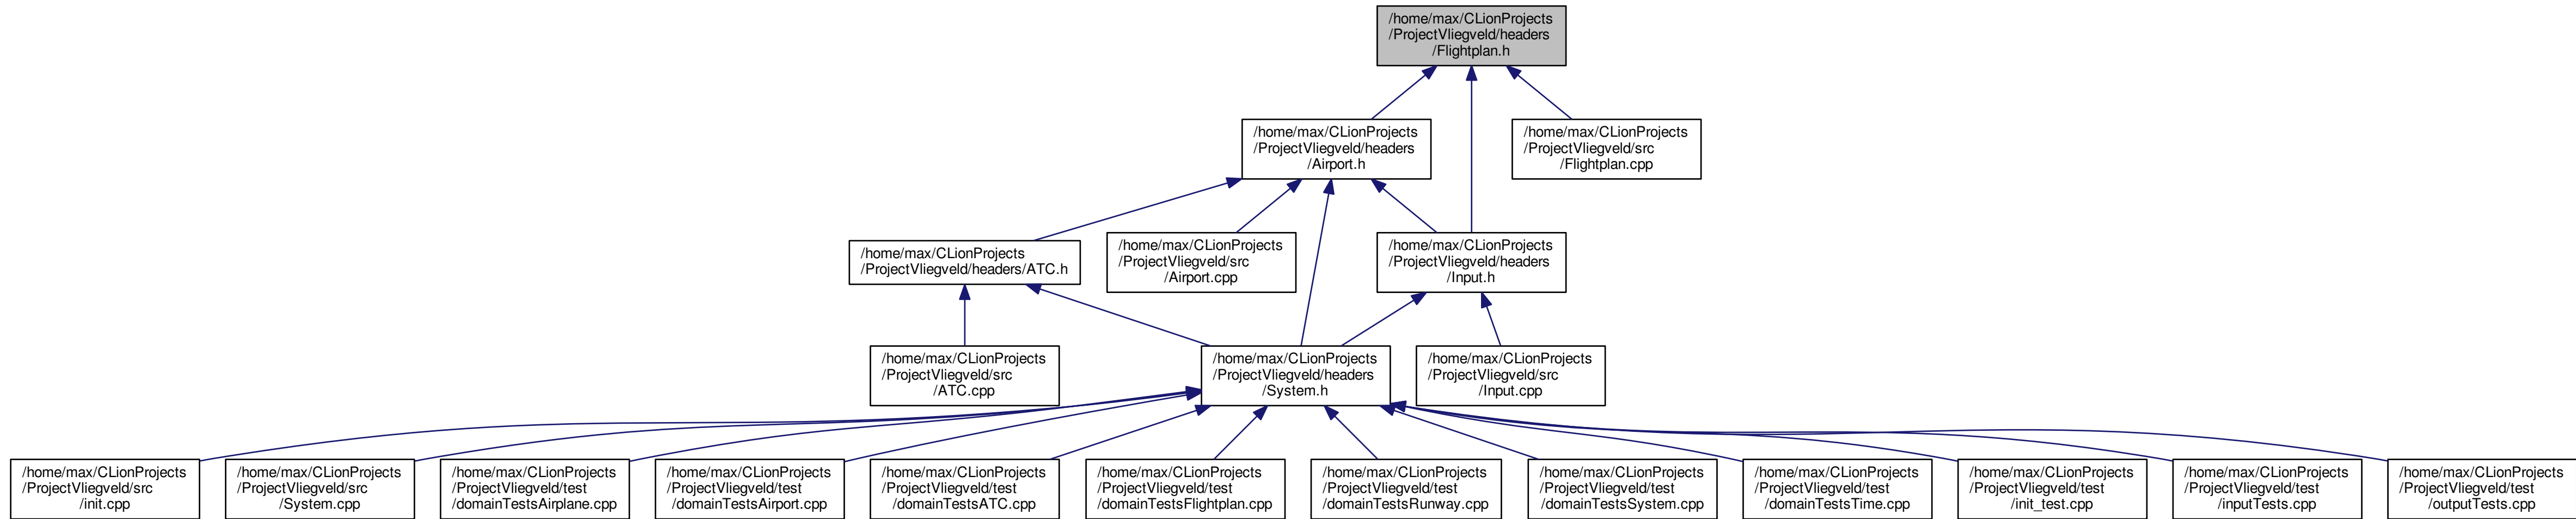 /home/max/CLionProjects
/ProjectVliegveld/headers
/Flightplan.h
/home/max/CLionProjects
/ProjectVliegveld/headers
/Airport.h
/home/max/CLionProjects
/ProjectVliegveld/src
/Flightplan.cpp
/home/max/CLionProjects
/ProjectVliegveld/headers/ATC.h
/home/max/CLionProjects
/ProjectVliegveld/src
/Airport.cpp
/home/max/CLionProjects
/ProjectVliegveld/headers
/Input.h
/home/max/CLionProjects
/ProjectVliegveld/src
/ATC.cpp
/home/max/CLionProjects
/ProjectVliegveld/headers
/System.h
/home/max/CLionProjects
/ProjectVliegveld/src
/Input.cpp
/home/max/CLionProjects
/ProjectVliegveld/src
/init.cpp
/home/max/CLionProjects
/ProjectVliegveld/src
/System.cpp
/home/max/CLionProjects
/ProjectVliegveld/test
/domainTestsAirplane.cpp
/home/max/CLionProjects
/ProjectVliegveld/test
/domainTestsAirport.cpp
/home/max/CLionProjects
/ProjectVliegveld/test
/domainTestsATC.cpp
/home/max/CLionProjects
/ProjectVliegveld/test
/domainTestsFlightplan.cpp
/home/max/CLionProjects
/ProjectVliegveld/test
/domainTestsRunway.cpp
/home/max/CLionProjects
/ProjectVliegveld/test
/domainTestsSystem.cpp
/home/max/CLionProjects
/ProjectVliegveld/test
/domainTestsTime.cpp
/home/max/CLionProjects
/ProjectVliegveld/test
/init_test.cpp
/home/max/CLionProjects
/ProjectVliegveld/test
/inputTests.cpp
/home/max/CLionProjects
/ProjectVliegveld/test
/outputTests.cpp